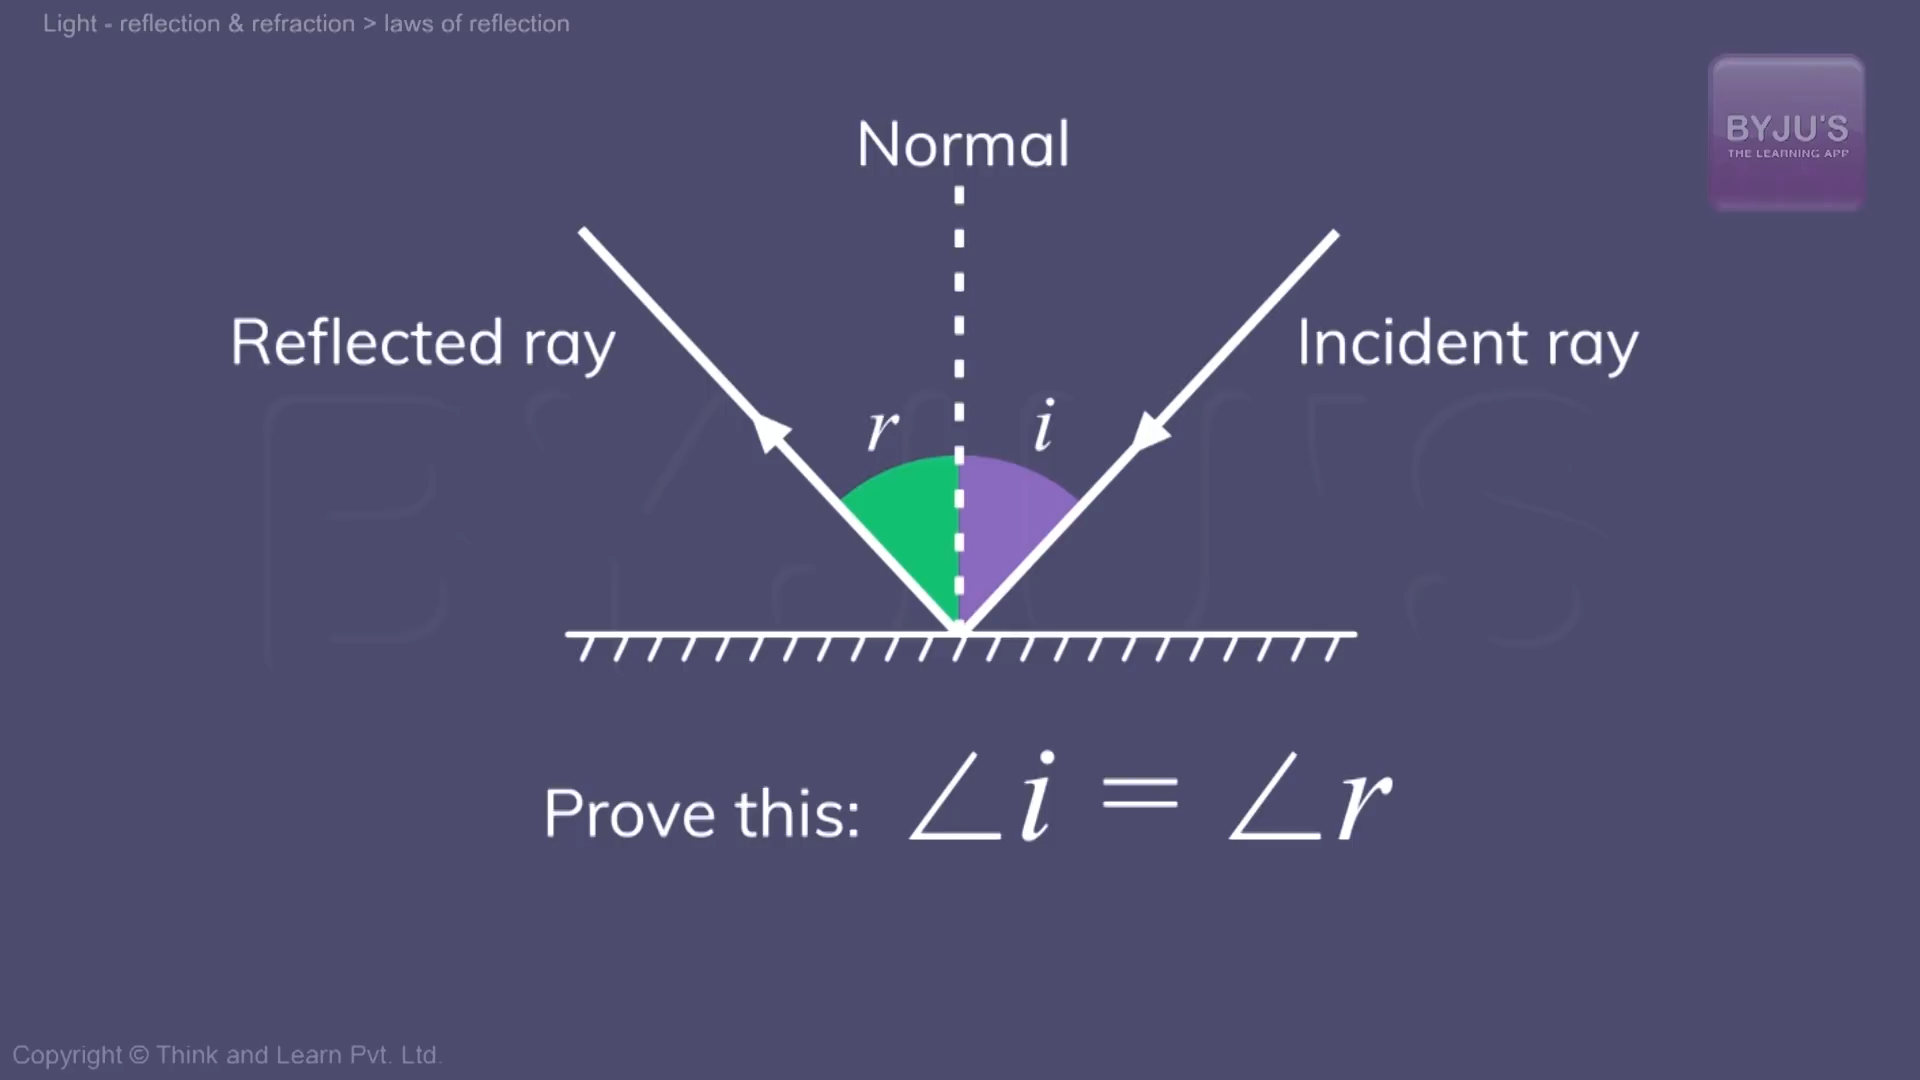 Light - reflection & refraction > laws of reflection
BYJU'S
THE LEARNING APP
Normal
Reflected ray
Incident ray
r
i
BYJU'S
Prove this: ∠i = ∠r
Copyright © Think and Learn Pvt. Ltd.